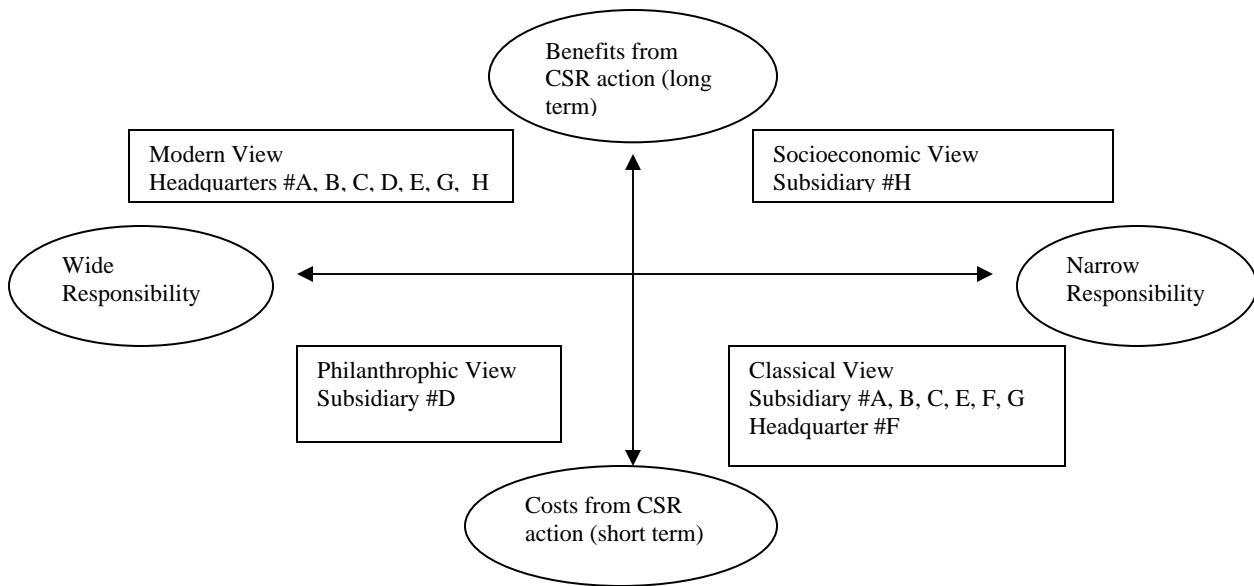 Benefits from
CSR action (long
term)
Modern View
Headquarters #A, B, C, D, E, G,  H
Socioeconomic View
Subsidiary #H
Wide
Responsibility
Narrow
Responsibility
Philanthrophic View
Subsidiary #D
Classical View
Subsidiary #A, B, C, E, F, G
Headquarter #F
Costs from CSR
action (short term)